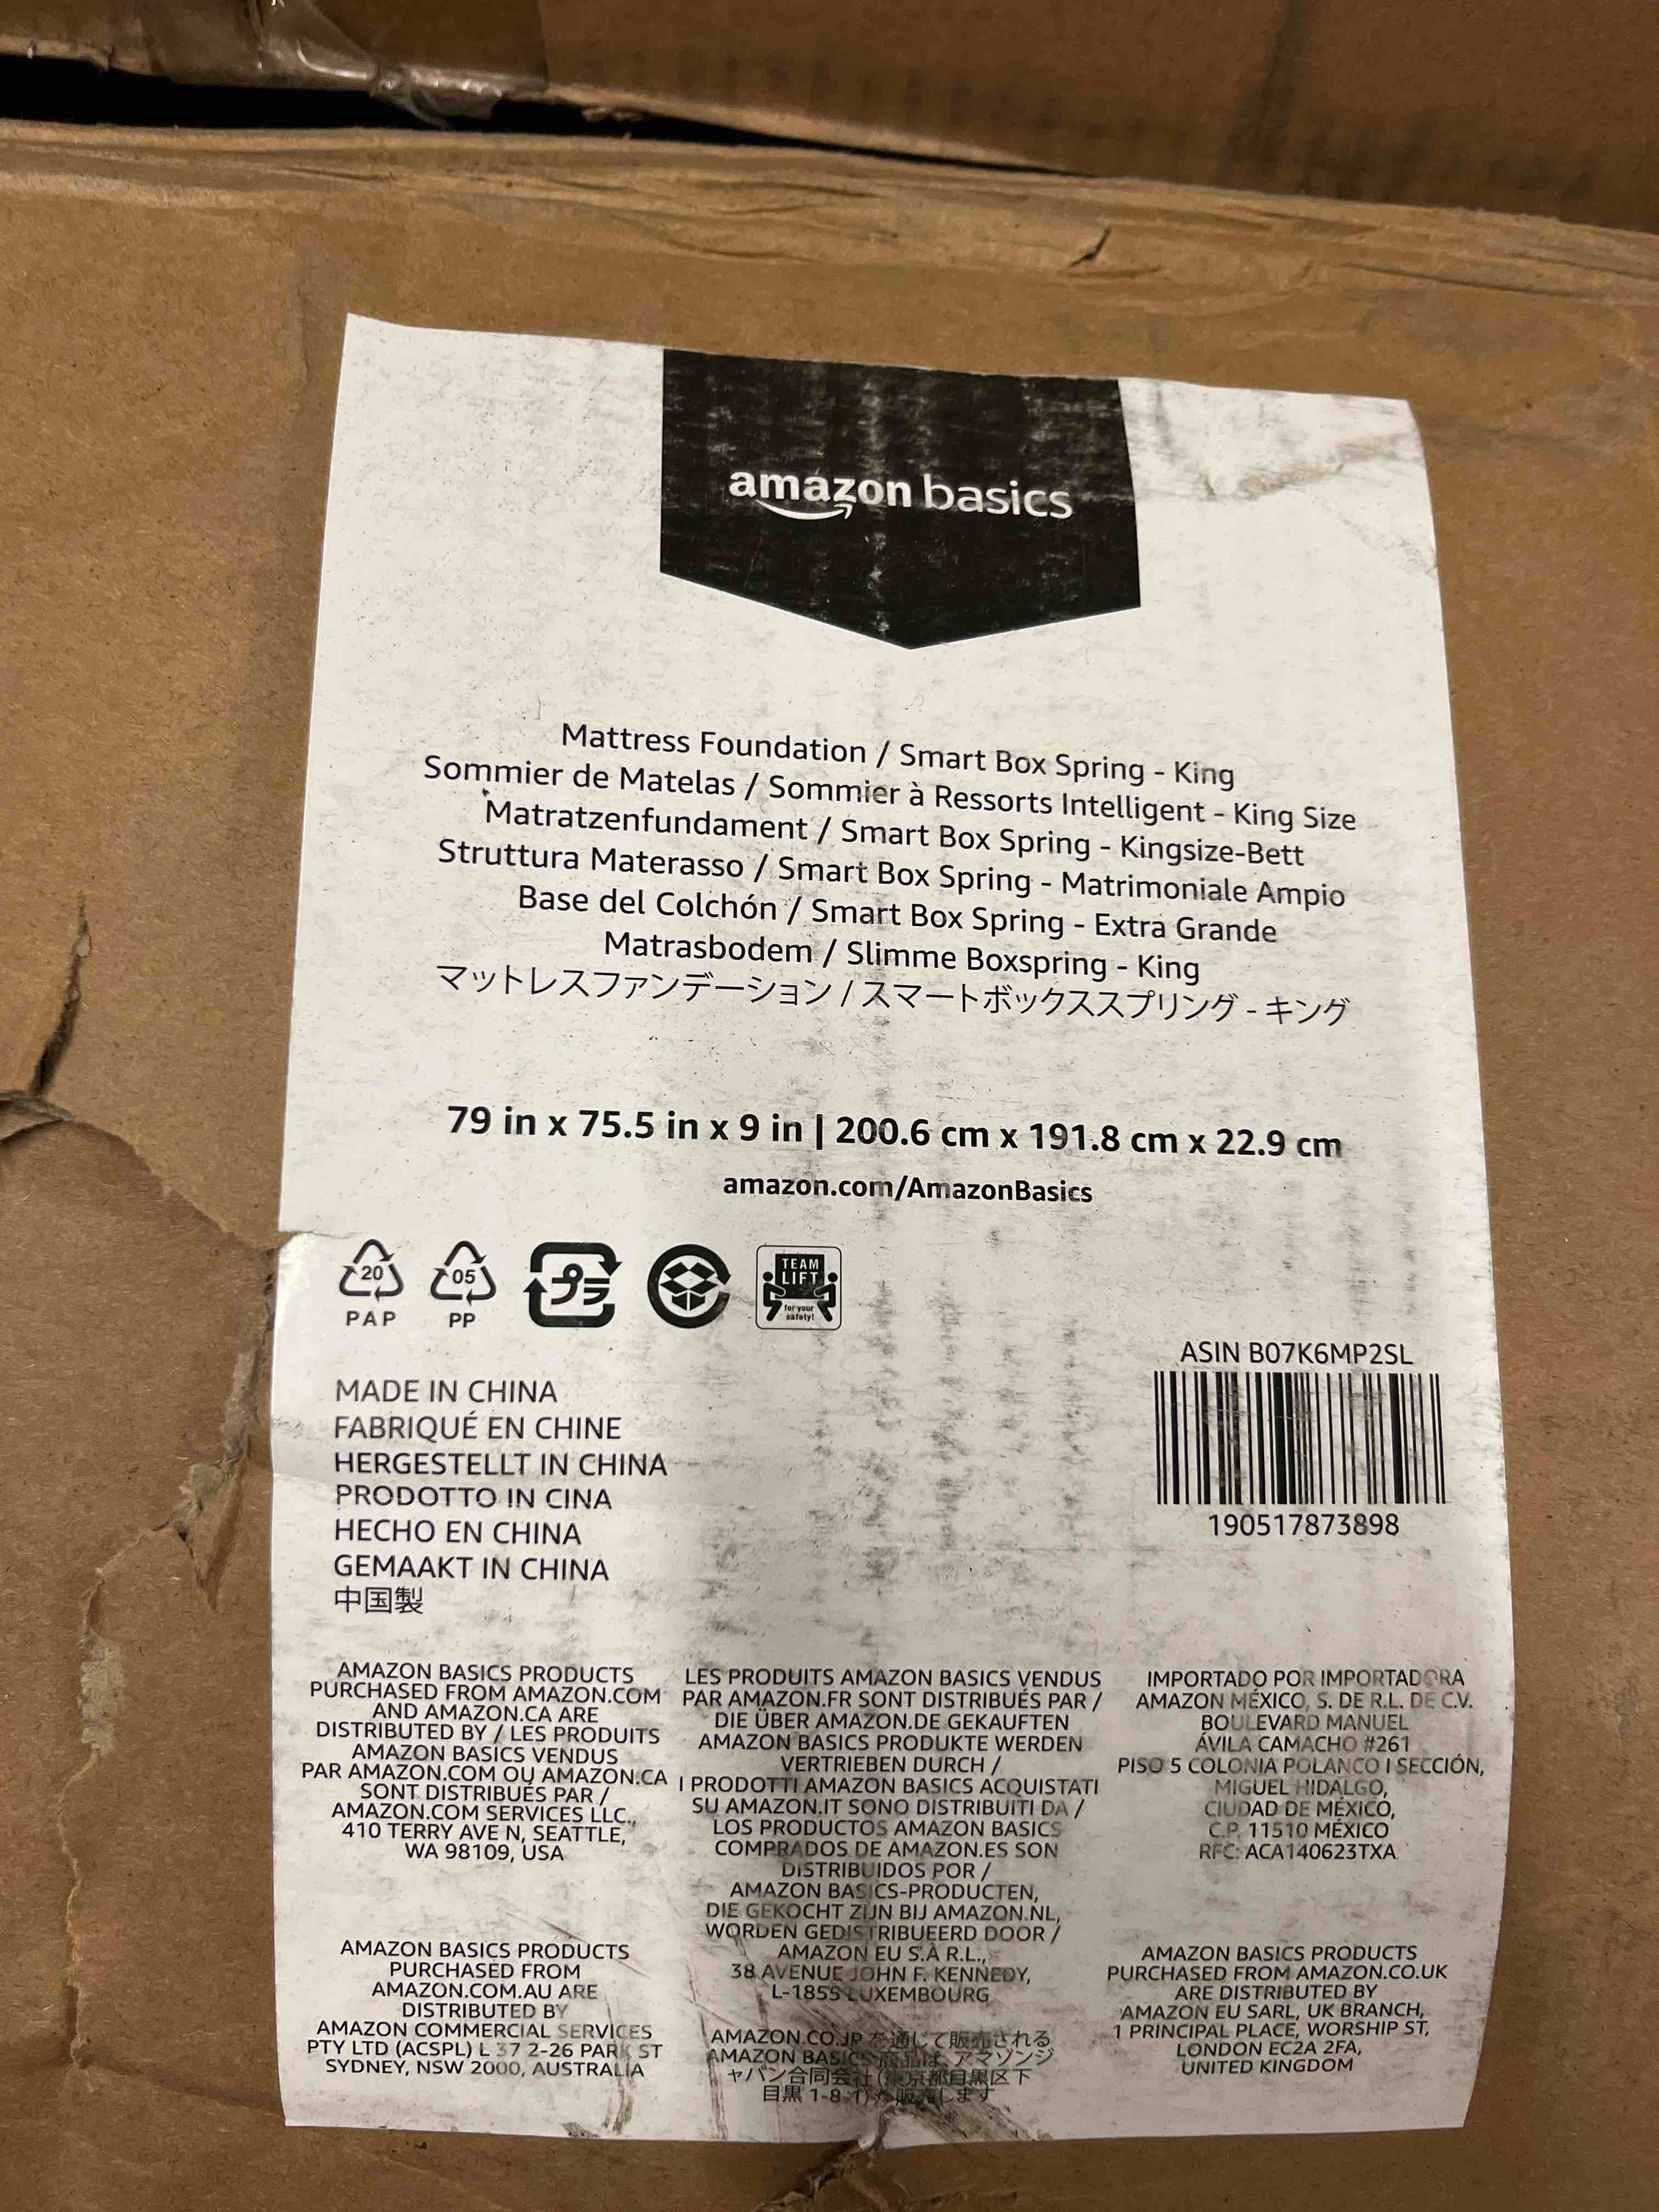 amazon basics
Mattress Foundation / Smart Box Spring - King
Sommier de Matelas / Sommier à Ressorts Intelligent - King Size
Matratzenfundament / Smart Box Spring - Kingsize-Bett
Struttura Materasso / Smart Box Spring - Matrimoniale Ampio
Base del Colchón / Smart Box Spring - Extra Grande
Matrasbodem / Slimme Boxspring - King
マットレスファンデーション / スマートボックススプリング - キング
79 in x 75.5 in x 9 in | 200.6 cm x 191.8 cm x 22.9 cm
amazon.com/AmazonBasics
20
PAP
05
PP
プラ
TEAM
LIFT
for your
safety!
ASIN B07K6MP2SL
190517873898
MADE IN CHINA
FABRIQUÉ EN CHINE
HERGESTELLT IN CHINA
PRODOTTO IN CINA
HECHO EN CHINA
GEMAAKT IN CHINA
中国製
AMAZON BASICS PRODUCTS
PURCHASED FROM AMAZON.COM
AND AMAZON.CA ARE
DISTRIBUTED BY / LES PRODUITS
AMAZON BASICS VENDUS
PAR AMAZON.COM OU AMAZON.CA
SONT DISTRIBUÉS PAR /
AMAZON.COM SERVICES LLC.,
410 TERRY AVE N, SEATTLE,
WA 98109, USA
LES PRODUITS AMAZON BASICS VENDUS
PAR AMAZON.FR SONT DISTRIBUÉS PAR /
DIE ÜBER AMAZON.DE GEKAUFTEN
AMAZON BASICS PRODUKTE WERDEN
VERTRIEBEN DURCH /
I PRODOTTI AMAZON BASICS ACQUISTATI
SU AMAZON.IT SONO DISTRIBUITI DA /
LOS PRODUCTOS AMAZON BASICS
COMPRADOS DE AMAZON.ES SON
DISTRIBUIDOS POR /
AMAZON BASICS-PRODUCTEN,
DIE GEKOCHT ZIJN BIJ AMAZON.NL,
WORDEN GEDISTRIBUEERD DOOR /
AMAZON EU S.À R.L.,
38 AVENUE JOHN F. KENNEDY,
L-1855 LUXEMBOURG
IMPORTADO POR IMPORTADORA
AMAZON MÉXICO, S. DE R.L. DE C.V.
BOULEVARD MANUEL
ÁVILA CAMACHO #261
PISO 5 COLONIA POLANCO I SECCIÓN,
MIGUEL HIDALGO,
CIUDAD DE MÉXICO,
C.P. 11510 MÉXICO
RFC: ACA140623TXA
AMAZON BASICS PRODUCTS
PURCHASED FROM
AMAZON.COM.AU ARE
DISTRIBUTED BY
AMAZON COMMERCIAL SERVICES
PTY LTD (ACSPL) L 37 2-26 PARK ST
SYDNEY, NSW 2000, AUSTRALIA
AMAZON.CO.JP を通じて販売される
AMAZON BASICS 商品は、アマゾンジ
ャパン合同会社 (東京都目黒区下
目黒 1-8-1) が販売します
AMAZON BASICS PRODUCTS
PURCHASED FROM AMAZON.CO.UK
ARE DISTRIBUTED BY
AMAZON EU SARL, UK BRANCH,
1 PRINCIPAL PLACE, WORSHIP ST,
LONDON EC2A 2FA,
UNITED KINGDOM